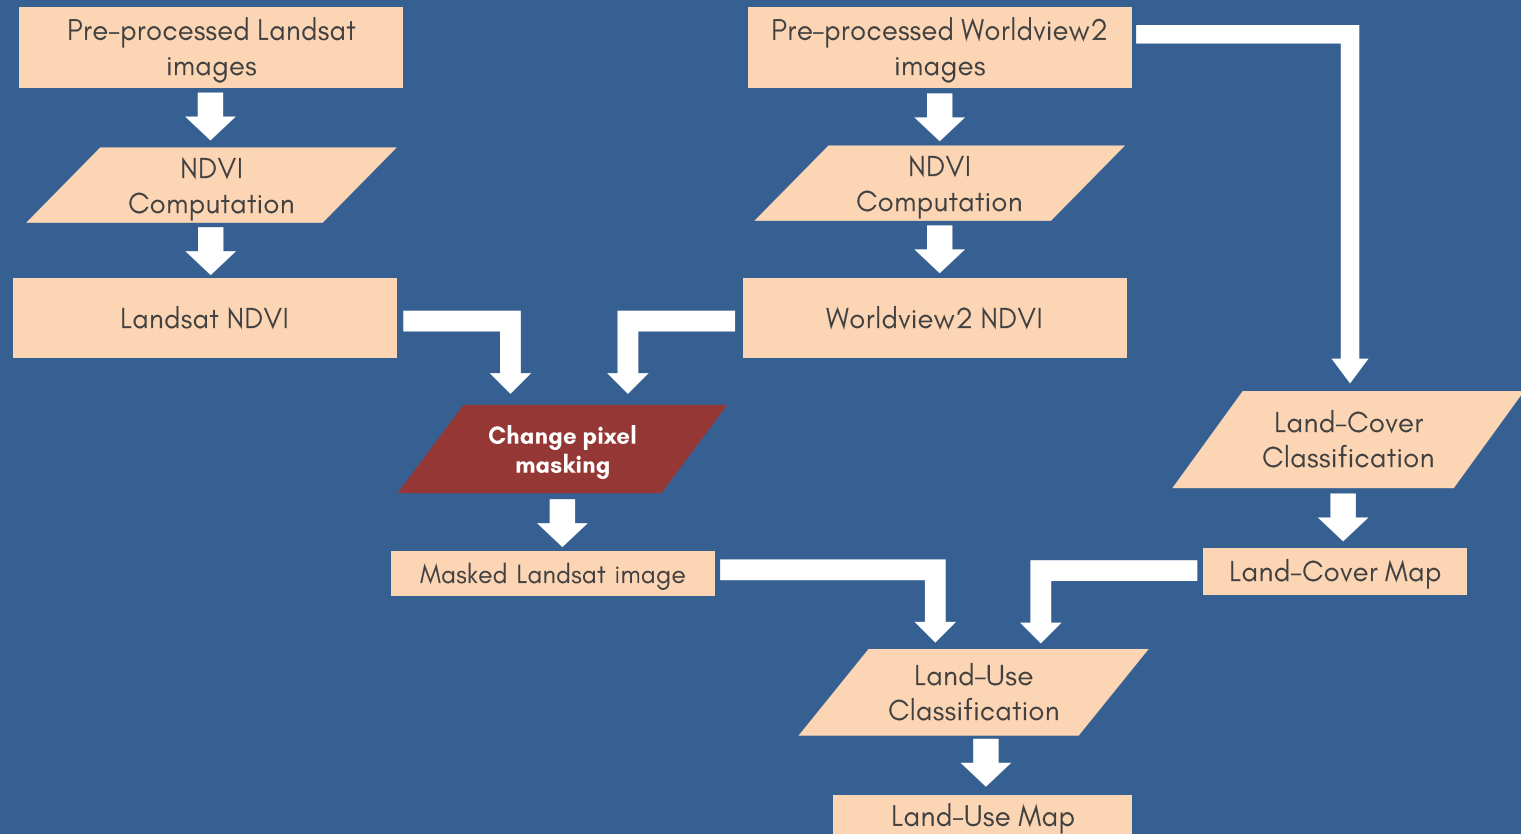 Pre-processed Landsat
images
Pre-processed Worldview2
images
NDVI
Computation
NDVI
Computation
Landsat NDVI
Worldview2 NDVI
Change pixel
masking
Land-Cover
Classification
Masked Landsat image
Land-Cover Map
Land-Use
Classification
Land-Use Map